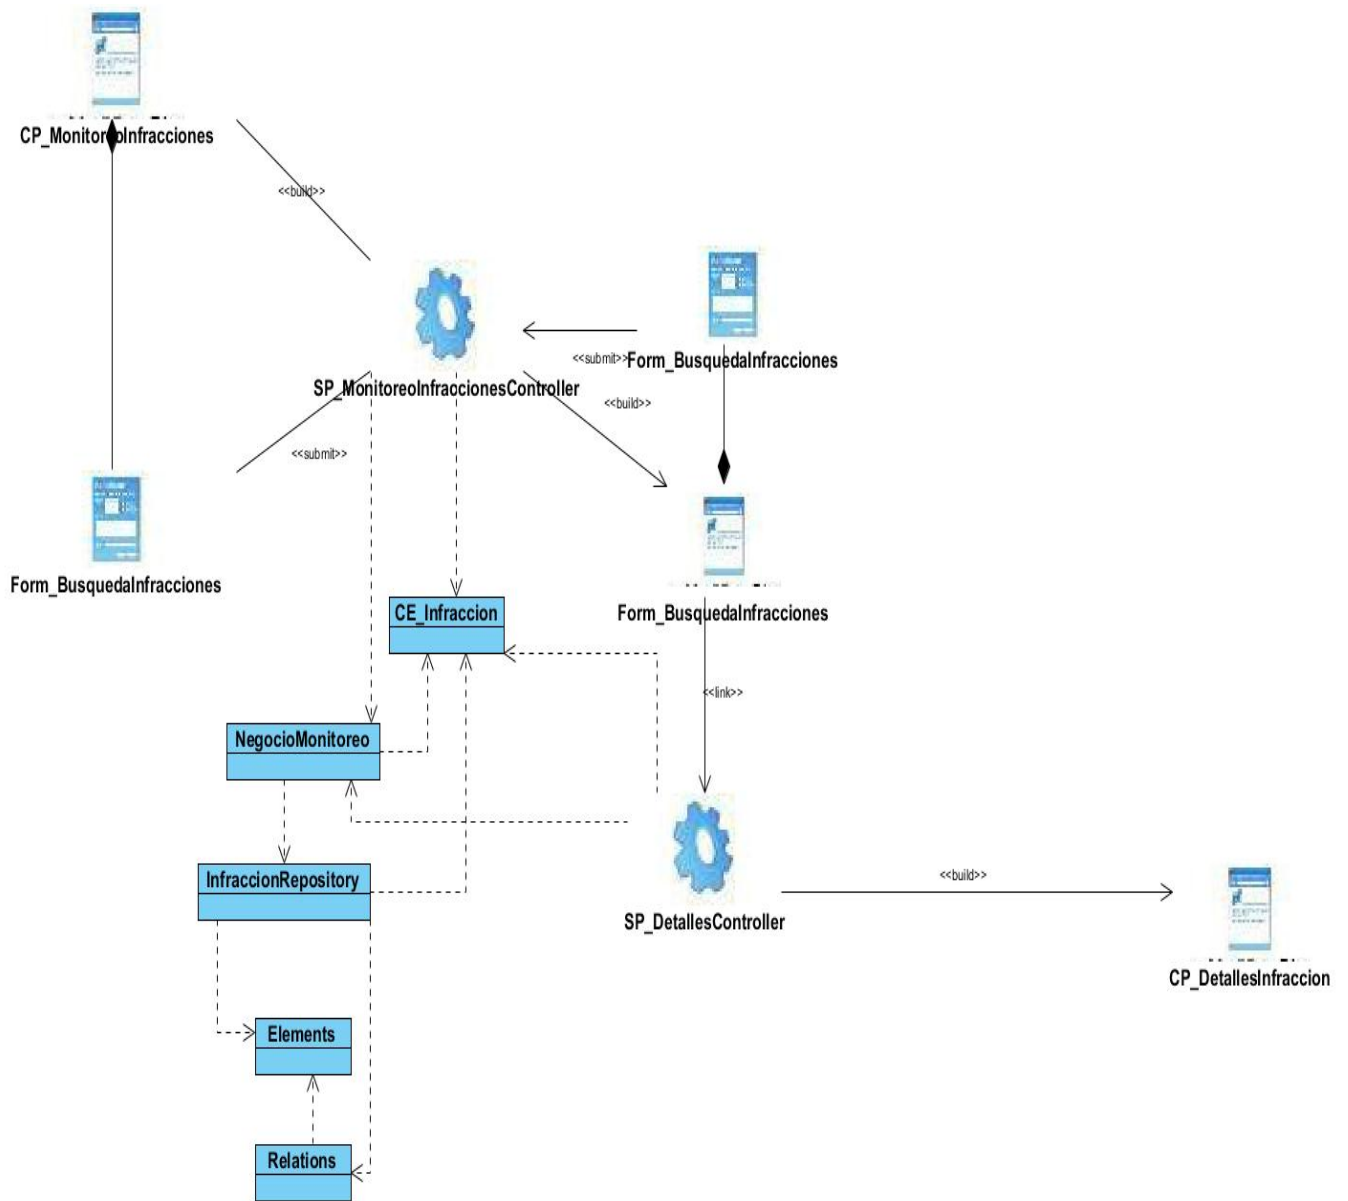 CP_MonitoreoInfracciones
<<build>>
<<submit>>
Form_BusquedaInfracciones
SP_MonitoreoInfraccionesController
<<build>>
<<submit>>
Form_BusquedaInfracciones
CE_Infraccion
Form_BusquedaInfracciones
<<link>>
NegocioMonitoreo
InfraccionRepository
<<build>>
SP_DetallesController
CP_DetallesInfraccion
Elements
Relations